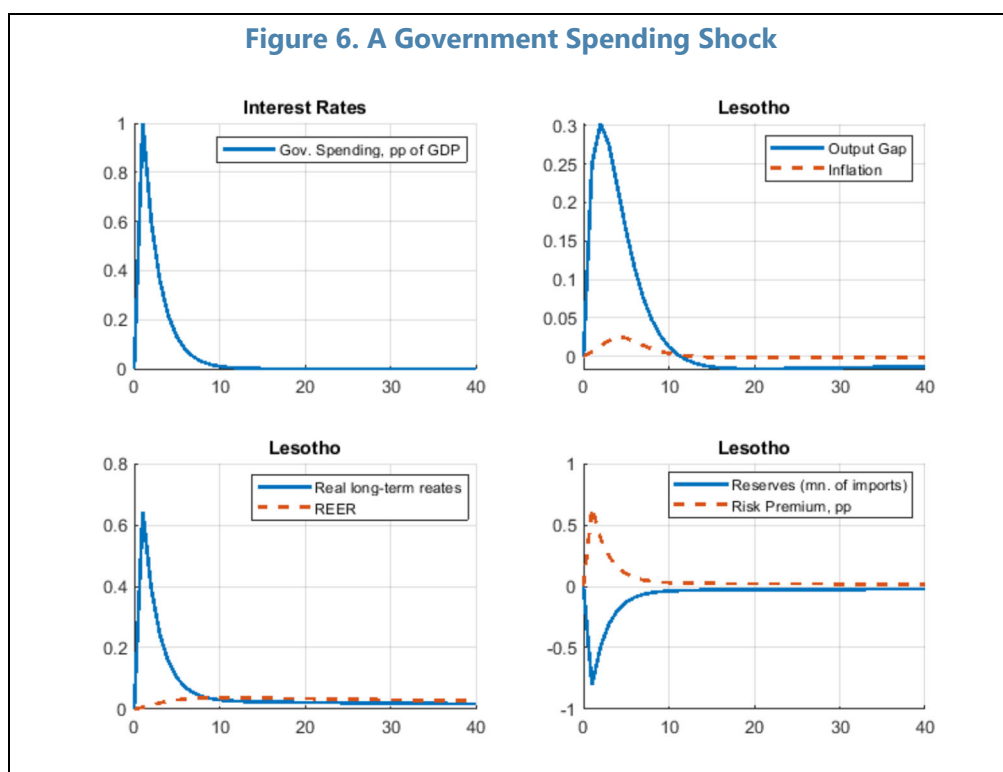 Figure 6. A Government Spending Shock
Interest Rates
Gov. Spending, pp of GDP
1
0.8
0.6
0.4
0.2
0
0 10 20 30 40
Lesotho
Output Gap
Inflation
0.3
0.25
0.2
0.15
0.1
0.05
0
0 10 20 30 40
Lesotho
Real long-term reates
REER
0.8
0.6
0.4
0.2
0
0 10 20 30 40
Lesotho
Reserves (mn. of imports)
Risk Premium, pp
1
0.5
0
-0.5
-1
0 10 20 30 40